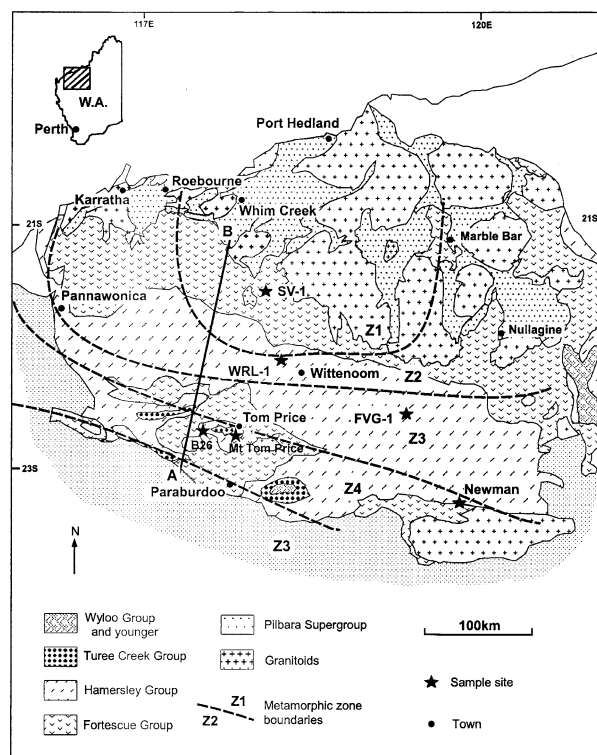 117E
120E
W.A.
Perth
Port Hedland
Karratha
Roebourne
Whim Creek
21S
21S
B
Marble Bar
SV-1
Pannawonica
Z1
Nullagine
Z2
WRL-1
Wittenoom
FVG-1
Tom Price
Z3
B26
Mt Tom Price
23S
A
Paraburdoo
Z4
Newman
N
Z3
Wyloo Group
and younger
Turee Creek Group
Hamersley Group
Fortescue Group
Pilbara Supergroup
Granitoids
Z1
Z2
Metamorphic zone
boundaries
100km
Sample site
Town